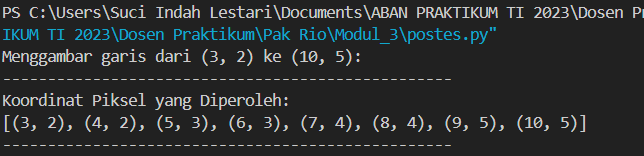 PS C:\Users\Suci Indah Lestari\Documents\ABAN PRAKTIKUM TI 2023\Dosen Pr
IKUM TI 2023\Dosen Praktikum\Pak Rio\Modul_3\postes.py"
Menggambar garis dari (3, 2) ke (10, 5):
--------------------------------------------------
Koordinat Piksel yang Diperoleh:
[(3, 2), (4, 2), (5, 3), (6, 3), (7, 4), (8, 4), (9, 5), (10, 5)]
--------------------------------------------------